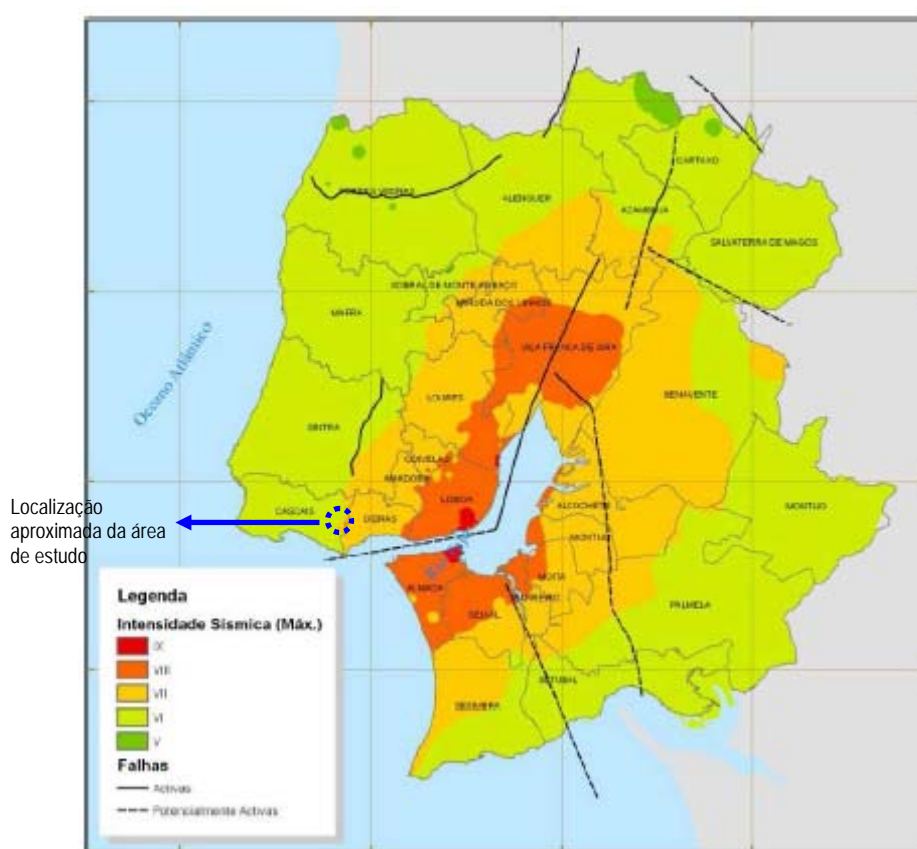 CARTAXO
ALENQUER
AZAMBUJA
SALVATERRA DE MAGOS
SOBRAL DE MONTE AGRAÇO
ARRUDA DOS VINHOS
MAFRA
VILA FRANCA DE XIRA
Oceano Atlântico
BENAVENTE
LOURES
SINTRA
ODIVELAS
AMADORA
LISBOA
MONTIJO
Localização
aproximada da área
de estudo
CASCAIS
OEIRAS
ALCOCHETE
MONTIJO
ALMADA
MOITA
BARREIRO
SEIXAL
PALMELA
SETÚBAL
SESIMBRA
Legenda
Intensidade Sísmica (Máx.)
IX
VIII
VII
VI
V
Falhas
Activas
Potencialmente Activas